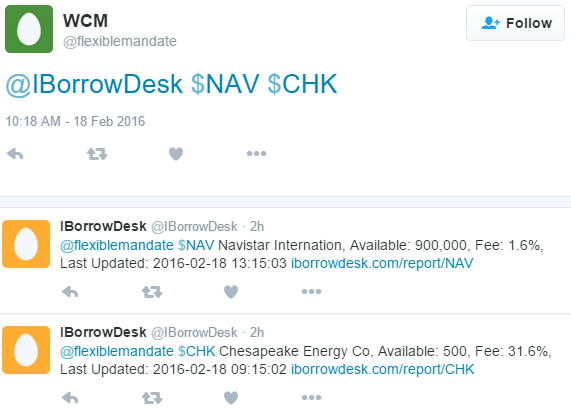 WCM
@flexiblemandate
Follow
@IBorrowDesk $NAV $CHK
10:18 AM - 18 Feb 2016
IBorrowDesk @IBorrowDesk · 2h
@flexiblemandate $NAV Navistar Internation, Available: 900,000, Fee: 1.6%,
Last Updated: 2016-02-18 13:15:03 iborrowdesk.com/report/NAV
IBorrowDesk @IBorrowDesk · 2h
@flexiblemandate $CHK Chesapeake Energy Co, Available: 500, Fee: 31.6%,
Last Updated: 2016-02-18 09:15:02 iborrowdesk.com/report/CHK